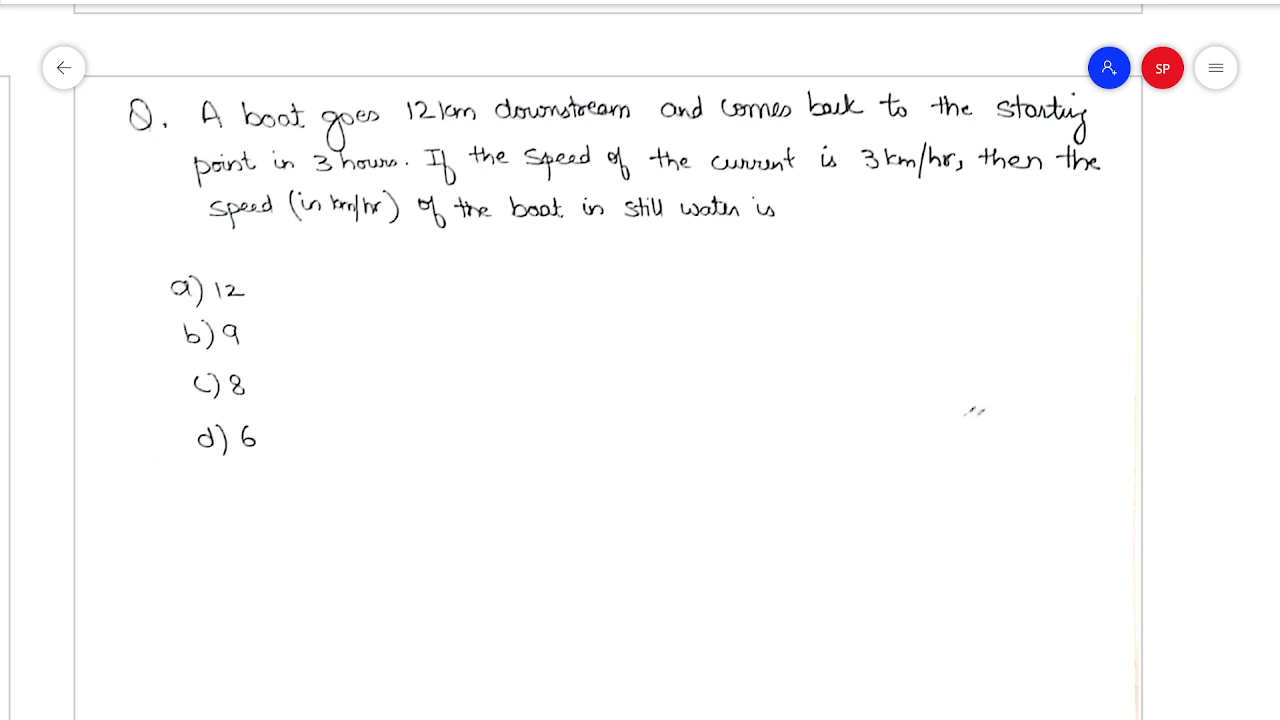 SP
Q. A boat goes 12 km downstream and comes back to the starting
point in 3 hours. If the speed of the current is 3 km/hr, then the
speed (in km/hr) of the boat in still water is
a) 12
b) 9
c) 8
d) 6